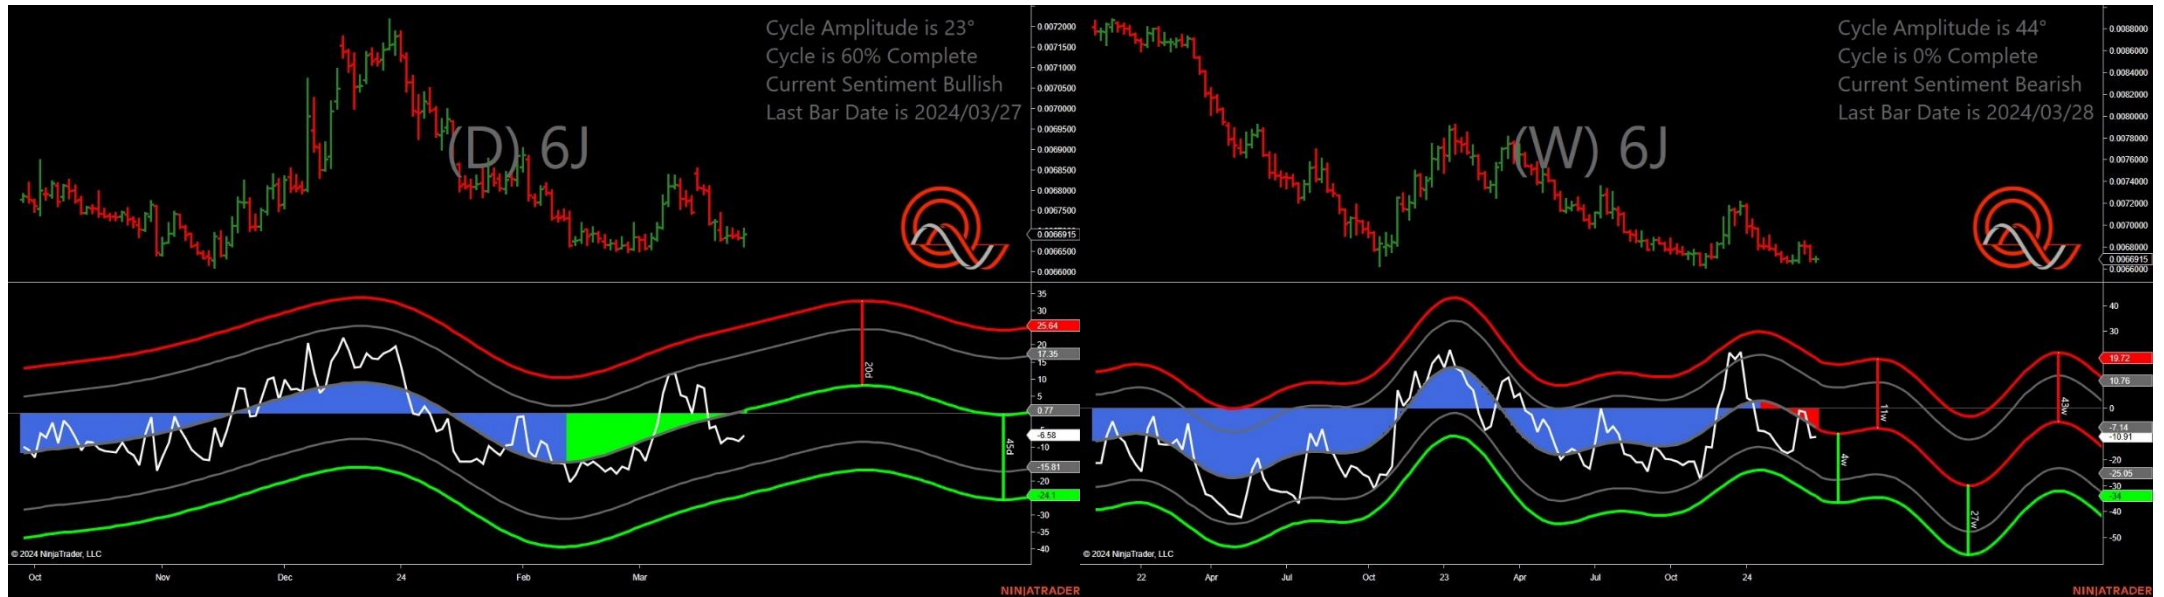 Cycle Amplitude is 23°
Cycle is 60% Complete
Current Sentiment Bullish
Last Bar Date is 2024/03/27
(D) 6J
0.0072000
0.0071500
0.0071000
0.0070500
0.0070000
0.0069500
0.0069000
0.0068500
0.0068000
0.0067500
0.0066915
0.0066500
0.0066000
35
30
25.64
20
17.35
15
10
5
0.77
-6.58
-10
-15.81
-20
-24.1
-30
-35
-40
20d
45d
© 2024 NinjaTrader, LLC
Oct
Nov
Dec
24
Feb
Mar
NINJATRADER
Cycle Amplitude is 44°
Cycle is 0% Complete
Current Sentiment Bearish
Last Bar Date is 2024/03/28
(W) 6J
0.0088000
0.0086000
0.0084000
0.0082000
0.0080000
0.0078000
0.0076000
0.0074000
0.0072000
0.0070000
0.0068000
0.0066915
0.0066000
40
30
19.72
10.76
0
-7.14
-10.91
-25.05
-30
-34
-40
-50
4w
11w
27w
43w
© 2024 NinjaTrader, LLC
22
Apr
Jul
Oct
23
Apr
Jul
Oct
24
NINJATRADER